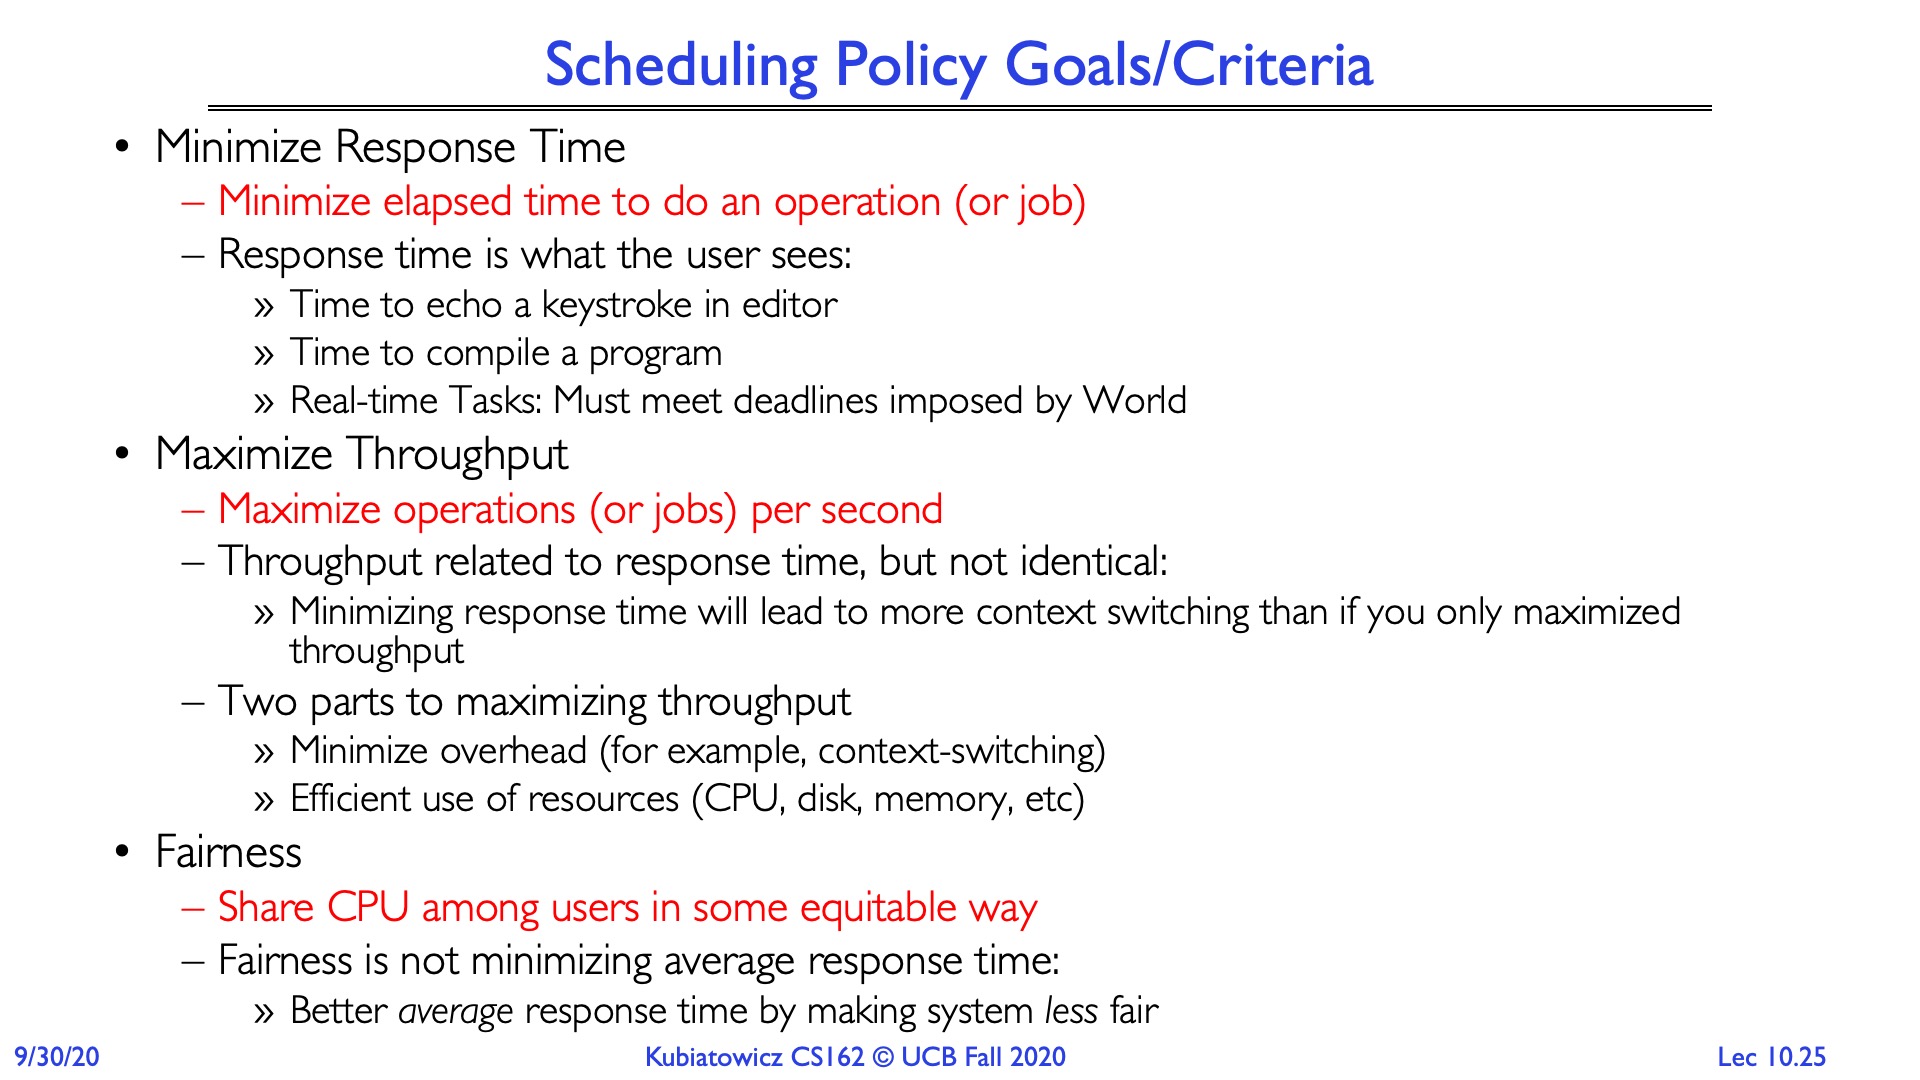 Scheduling Policy Goals/Criteria
• Minimize Response Time
– Minimize elapsed time to do an operation (or job)
– Response time is what the user sees:
» Time to echo a keystroke in editor
» Time to compile a program
» Real-time Tasks: Must meet deadlines imposed by World
• Maximize Throughput
– Maximize operations (or jobs) per second
– Throughput related to response time, but not identical:
» Minimizing response time will lead to more context switching than if you only maximized
throughput
– Two parts to maximizing throughput
» Minimize overhead (for example, context-switching)
» Efficient use of resources (CPU, disk, memory, etc)
• Fairness
– Share CPU among users in some equitable way
– Fairness is not minimizing average response time:
» Better average response time by making system less fair
9/30/20
Kubiatowicz CS162 © UCB Fall 2020
Lec 10.25